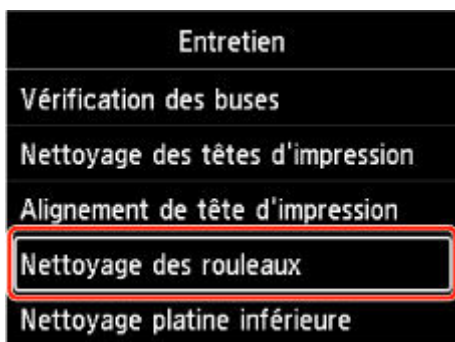 Entretien
Vérification des buses
Nettoyage des têtes d'impression
Alignement de tête d'impression
Nettoyage des rouleaux
Nettoyage platine inférieure